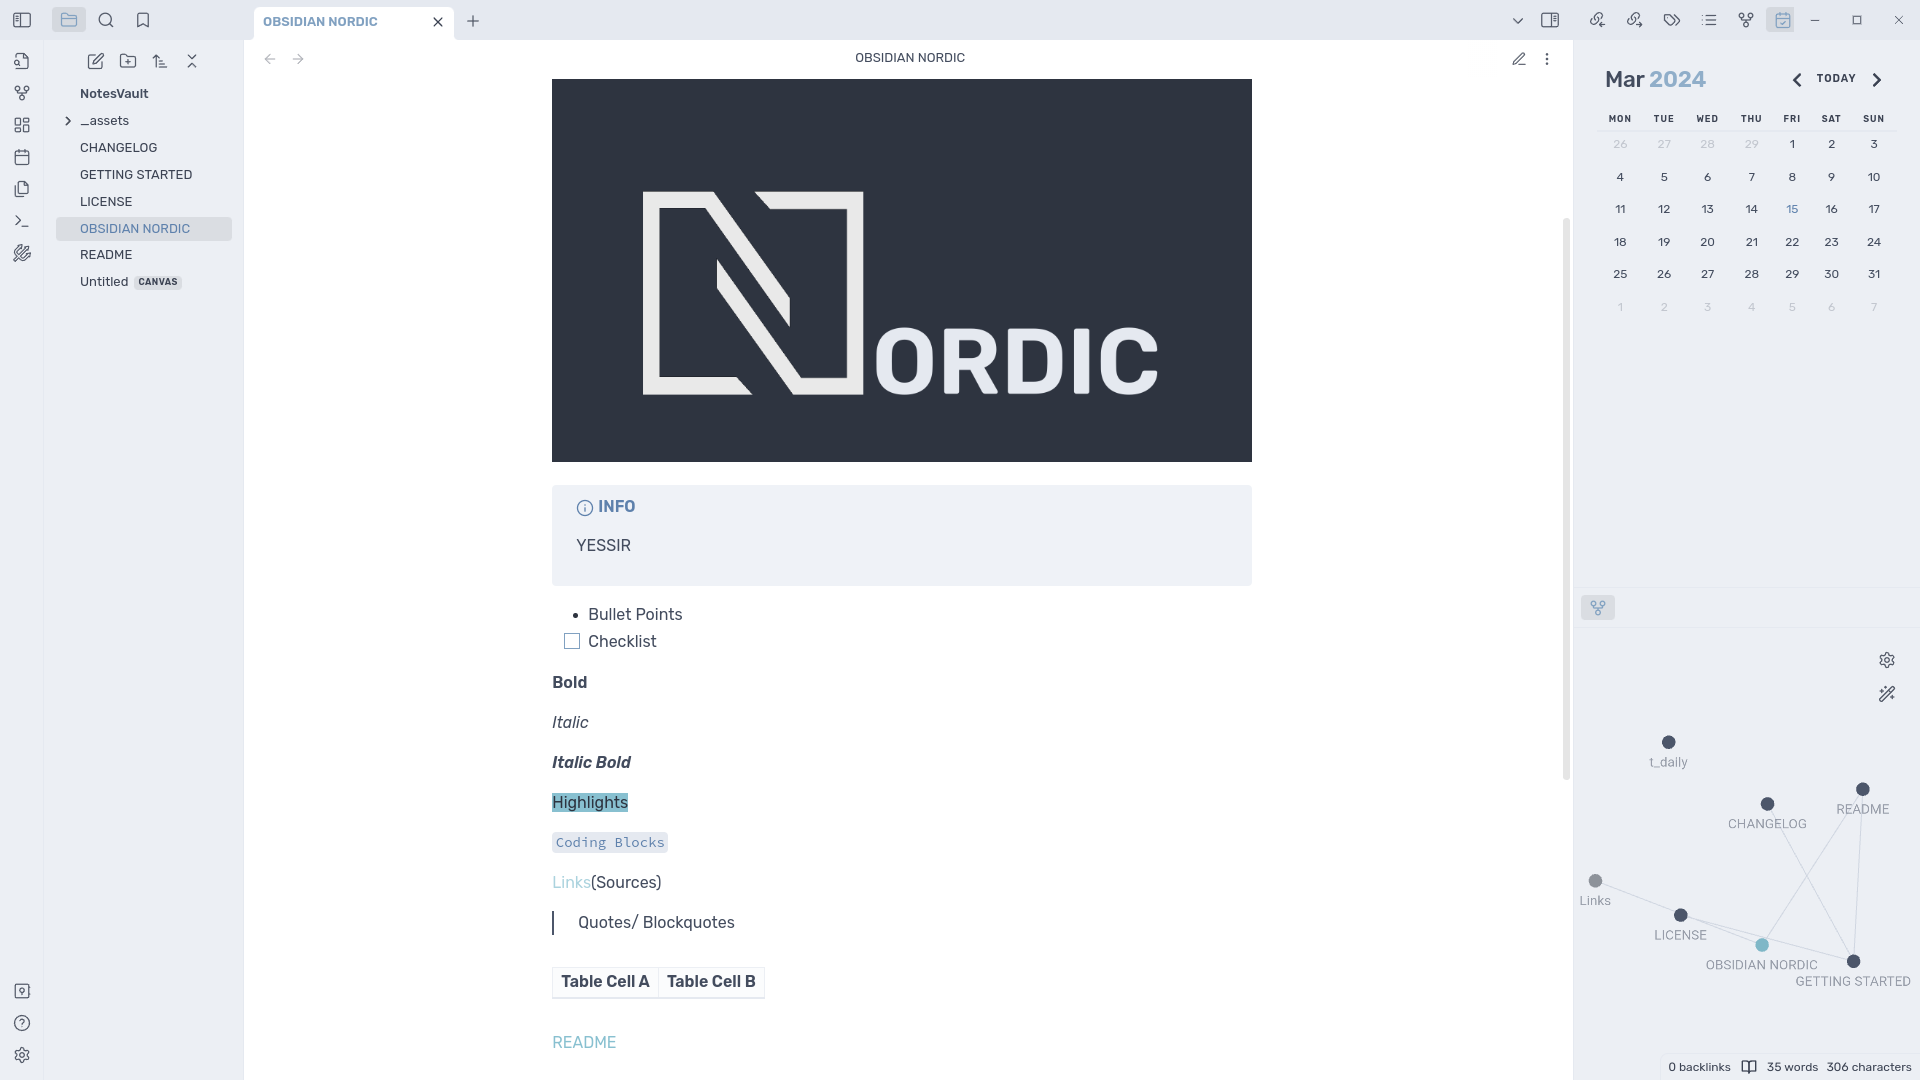 OBSIDIAN NORDIC
OBSIDIAN NORDIC
NotesVault
_assets
CHANGELOG
GETTING STARTED
LICENSE
OBSIDIAN NORDIC
README
Untitled CANVAS
NORDIC
INFO
YESSIR
Bullet Points
Checklist
Bold
Italic
Italic Bold
Highlights
Coding Blocks
Links(Sources)
Quotes/ Blockquotes
Table Cell A Table Cell B
README
Mar 2024 TODAY
MON TUE WED THU FRI SAT SUN
26 27 28 29 1 2 3
4 5 6 7 8 9 10
11 12 13 14 15 16 17
18 19 20 21 22 23 24
25 26 27 28 29 30 31
1 2 3 4 5 6 7
t_daily
README
CHANGELOG
Links
LICENSE
OBSIDIAN NORDIC
GETTING STARTED
0 backlinks 35 words 306 characters